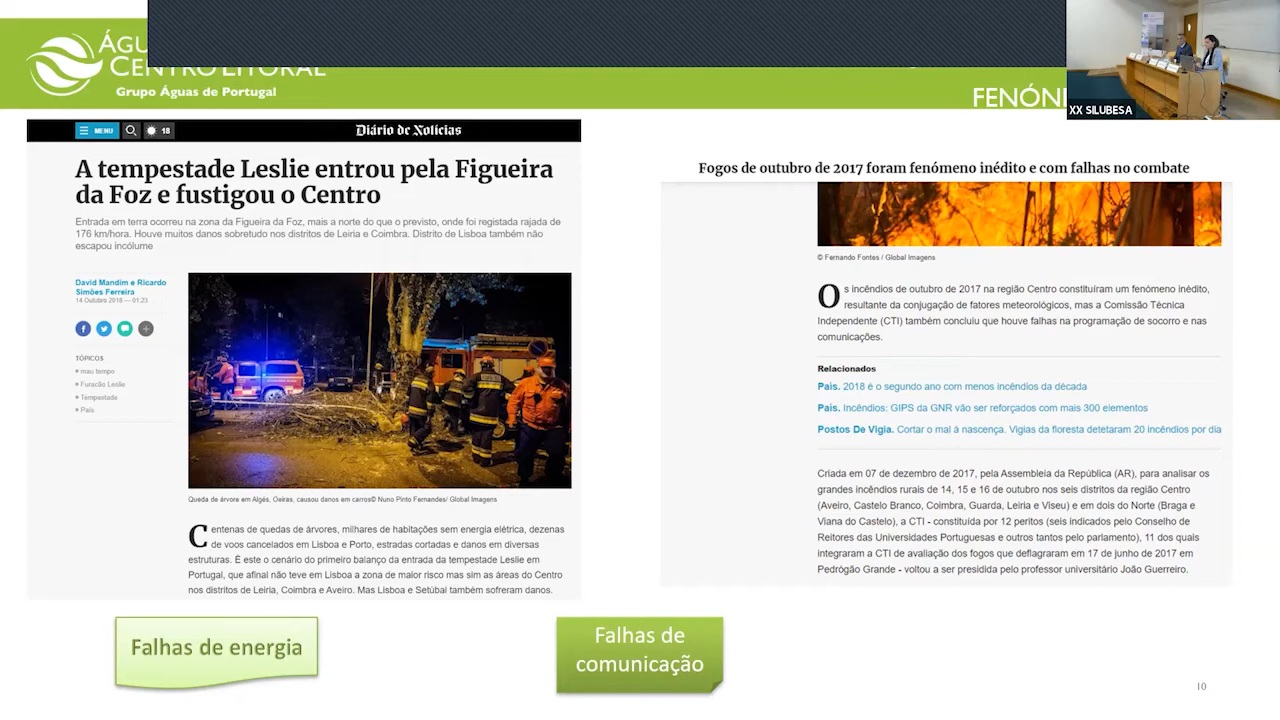 CENTRO LITORAL
Grupo Águas de Portugal
XX SILUBESA
MENU
18
Diário de Notícias
A tempestade Leslie entrou pela Figueira
da Foz e fustigou o Centro
Entrada em terra ocorreu na zona da Figueira da Foz, mais a norte do que o previsto, onde foi registada rajada de
176 km/hora. Houve muitos danos sobretudo nos distritos de Leiria e Coimbra. Distrito de Lisboa também não
escapou incólume
David Mandim e Ricardo
Simões Ferreira
14 Outubro 2018 — 01:23
TÓPICOS
mau tempo
Furacão Leslie
Tempestade
País
Queda de árvore em Algés, Oeiras, causou danos em carros© Nuno Pinto Fernandes/ Global Imagens
Centenas de quedas de árvores, milhares de habitações sem energia elétrica, dezenas
de voos cancelados em Lisboa e Porto, estradas cortadas e danos em diversas
estruturas. É este o cenário do primeiro balanço da entrada da tempestade Leslie em
Portugal, que afinal não teve em Lisboa a zona de maior risco mas sim as áreas do Centro
nos distritos de Leiria, Coimbra e Aveiro. Mas Lisboa e Setúbal também sofreram danos.
Fogos de outubro de 2017 foram fenómeno inédito e com falhas no combate
© Fernando Fontes / Global Imagens
Os incêndios de outubro de 2017 na região Centro constituíram um fenómeno inédito,
resultante da conjugação de fatores meteorológicos, mas a Comissão Técnica
Independente (CTI) também concluiu que houve falhas na programação de socorro e nas
comunicações.
Relacionados
País. 2018 é o segundo ano com menos incêndios da década
País. Incêndios: GIPS da GNR vão ser reforçados com mais 300 elementos
Postos De Vigia. Cortar o mal à nascença. Vigias da floresta detetaram 20 incêndios por dia
Criada em 07 de dezembro de 2017, pela Assembleia da República (AR), para analisar os
grandes incêndios rurais de 14, 15 e 16 de outubro nos seis distritos da região Centro
(Aveiro, Castelo Branco, Coimbra, Guarda, Leiria e Viseu) e em dois do Norte (Braga e
Viana do Castelo), a CTI - constituída por 12 peritos (seis indicados pelo Conselho de
Reitores das Universidades Portuguesas e outros tantos pelo parlamento), 11 dos quais
integraram a CTI de avaliação dos fogos que deflagraram em 17 de junho de 2017 em
Pedrógão Grande - voltou a ser presidida pelo professor universitário João Guerreiro.
Falhas de energia
Falhas de
comunicação
10